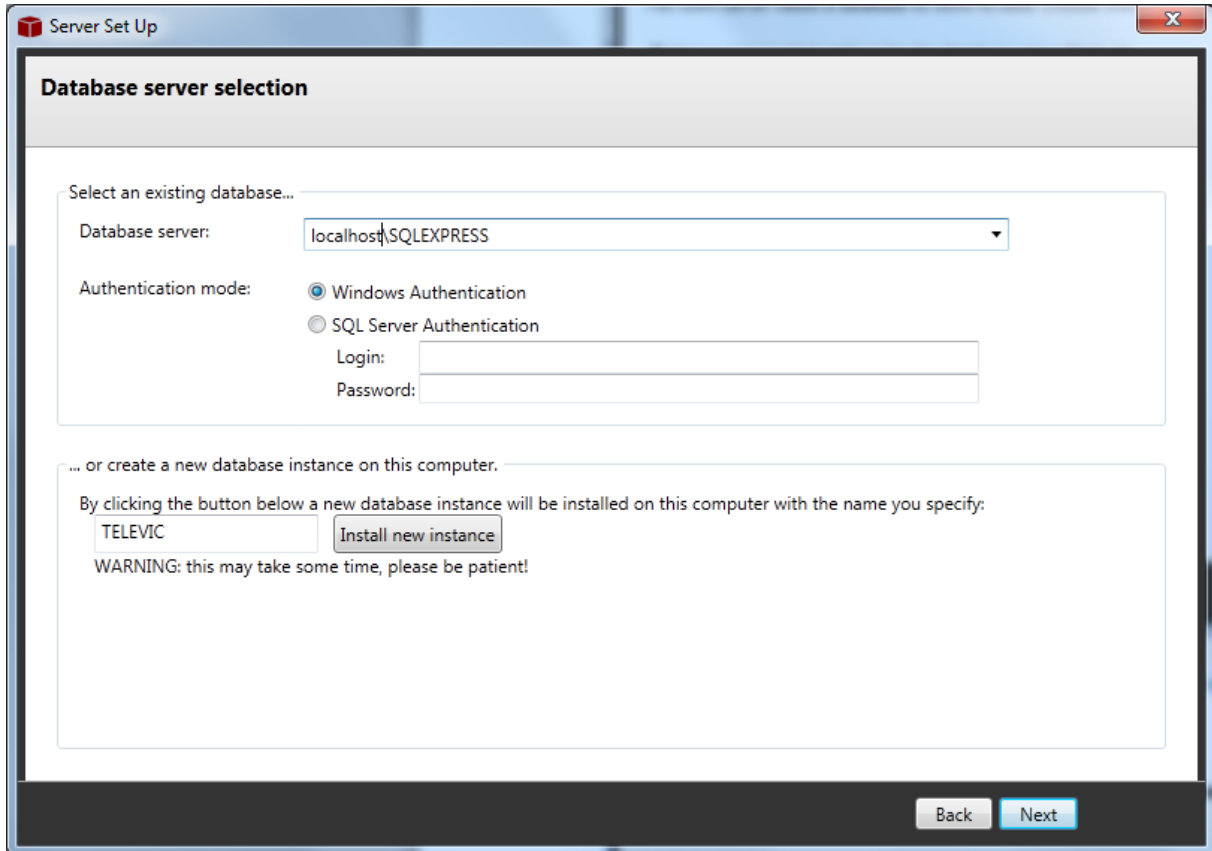 Server Set Up
Database server selection
Select an existing database...
Database server:
localhost\SQLEXPRESS
Authentication mode:
Windows Authentication
SQL Server Authentication
Login:
Password:
... or create a new database instance on this computer.
By clicking the button below a new database instance will be installed on this computer with the name you specify:
TELEVIC
Install new instance
WARNING: this may take some time, please be patient!
Back
Next